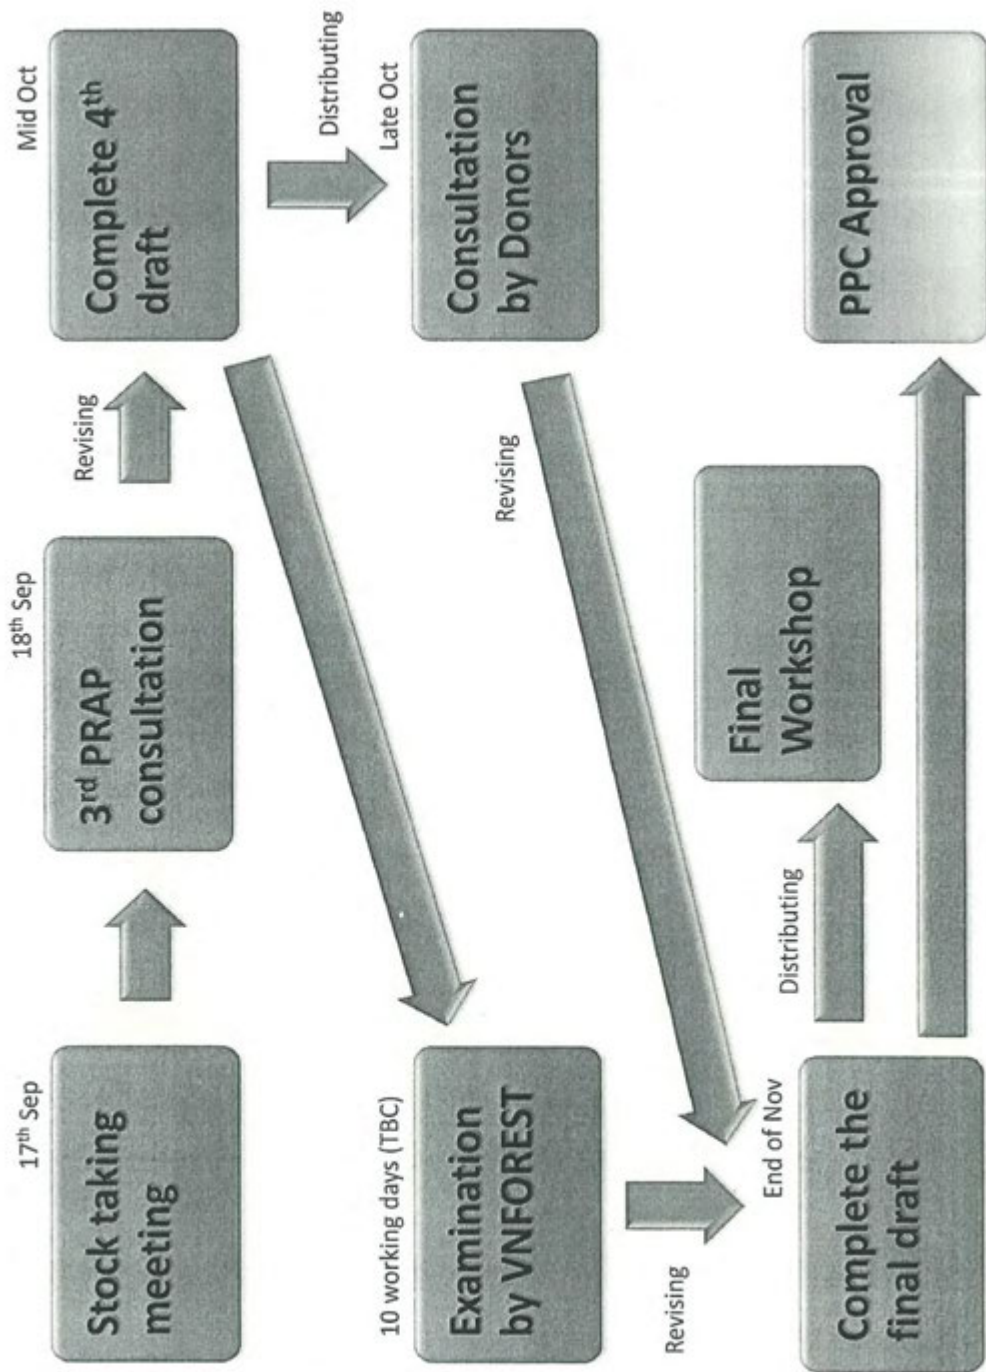 17th Sep
Stock taking
meeting
18th Sep
3rd PRAP
consultation
Revising
Mid Oct
Complete 4th
draft
Distributing
10 working days (TBC)
Examination
by VNFOREST
Late Oct
Consultation
by Donors
Revising
Revising
End of Nov
Complete the
final draft
Distributing
Final
Workshop
PPC Approval